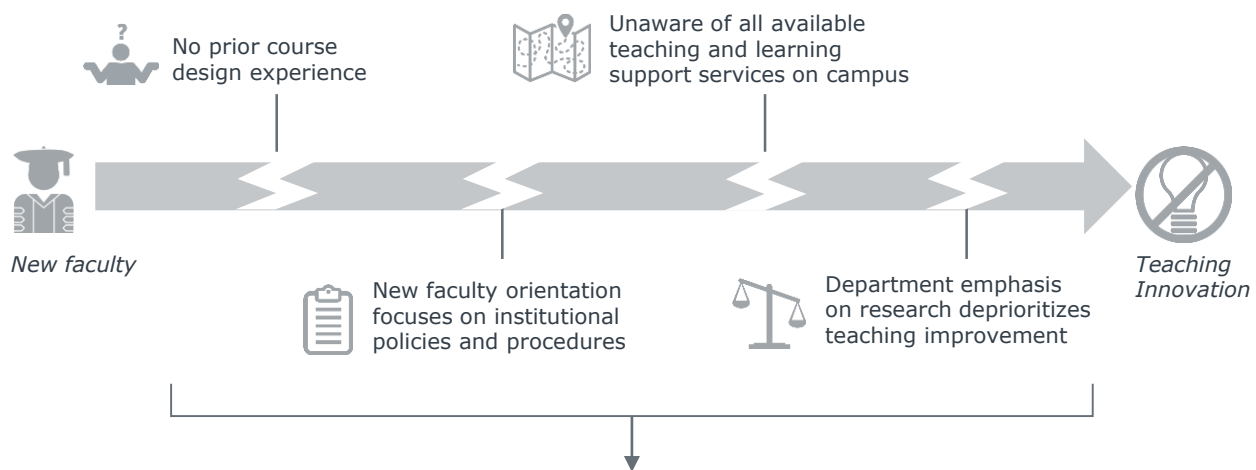 ?
No prior course
design experience
Unaware of all available
teaching and learning
support services on campus
New faculty
Teaching
Innovation
New faculty orientation
focuses on institutional
policies and procedures
Department emphasis
on research deprioritizes
teaching improvement